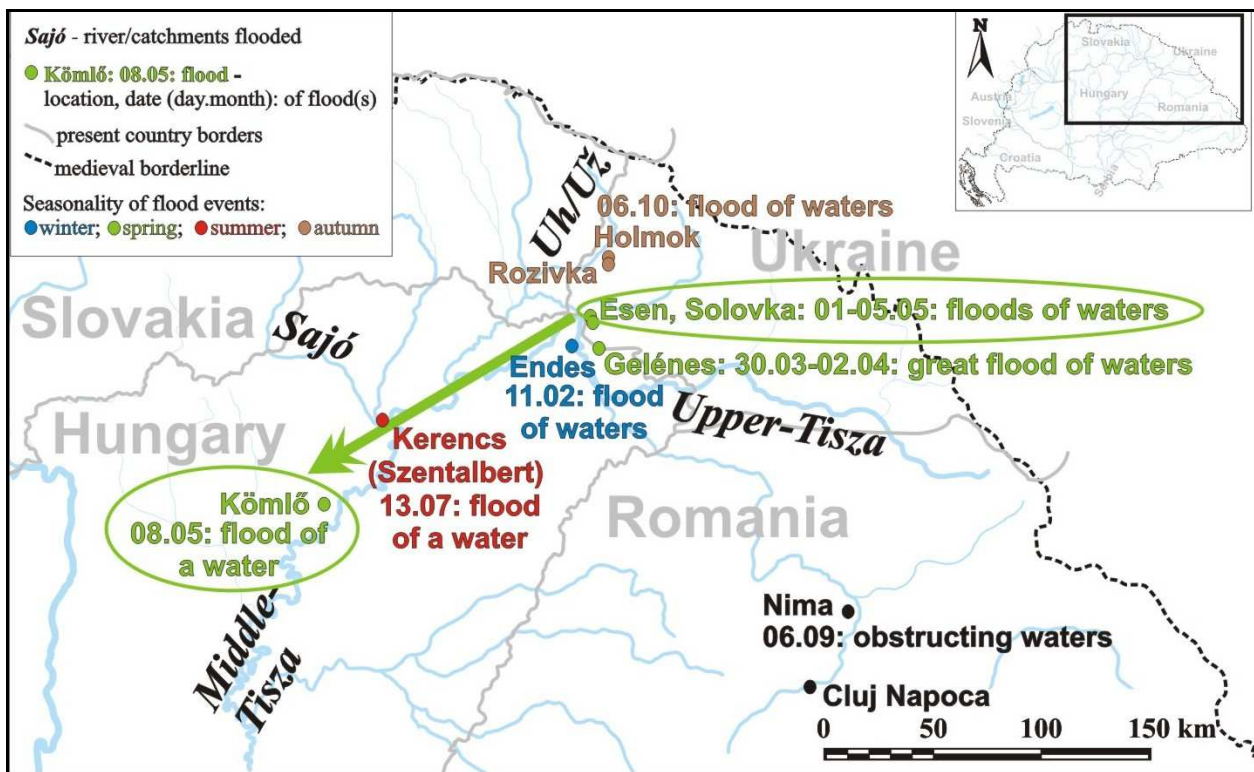 Sajó - river/catchments flooded
Kömlő: 08.05: flood -
location, date (day.month): of flood(s)
present country borders
medieval borderline
Seasonality of flood events:
winter; spring; summer; autumn
N
Slovakia
Ukraine
Austria
Hungary
Slovenia
Romania
Croatia
Serbia
Uh/Už
06.10: flood of waters
Holmok
Rozivka
Ukraine
Slovakia
Sajó
Esen, Solovka: 01-05.05: floods of waters
Gelénes: 30.03-02.04: great flood of waters
Endes
11.02: flood
of waters
Upper-Tisza
Hungary
Kerencs
(Szentalbert)
13.07: flood
of a water
Kömlő
08.05: flood of
a water
Romania
Middle-
Tisza
Nima
06.09: obstructing waters
Cluj Napoca
0 50 100 150 km